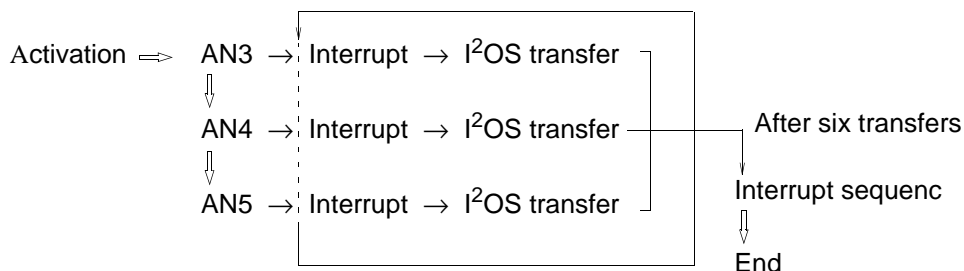 Activation ⇒ AN3 → Interrupt → I²OS transfer
AN4 → Interrupt → I²OS transfer
After six transfers
AN5 → Interrupt → I²OS transfer
Interrupt sequenc
End